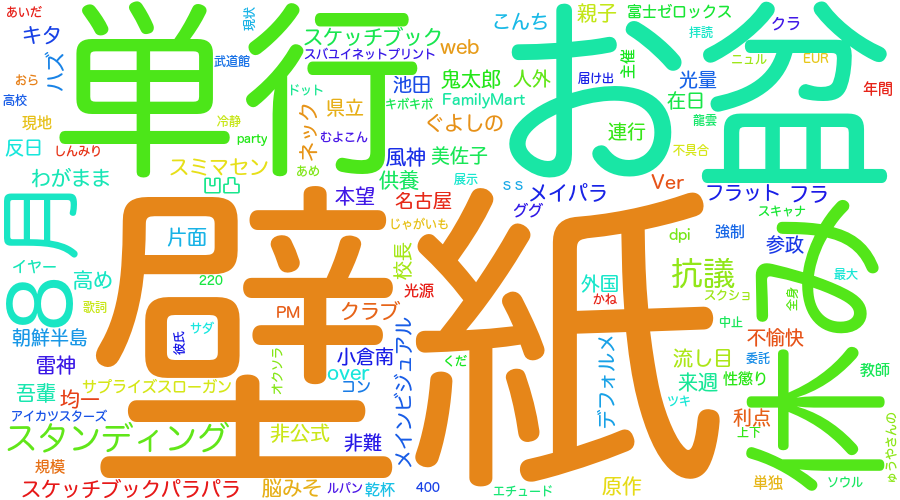 あいだ
キタ
ハズ
おら
高校
現地
反日
しんみり
単行
現状
武道館
冷静
party
ドット
スケッチブック
スパユイネットプリント
県立
ネック
むよこん
あめ
池田
キポキポ
web
鬼太郎
FamilyMart
ぐよしの
こんち
人外
親子
届け出
富士ゼロックス
主催
連行
お盆
拝読
光量
在日
龍雲
不具合
クラ
ニュル
EUR
年間
わがまま
スミマセン
凹凸
本望
風神
供養
美佐子
名古屋
じゃがいも
展示
ss
ググ
メイパラ
Ver
フラット
フラ
スキャナ
8月
イヤー
高め
歌詞
220
片面
サダ
彼氏
壁紙
PM
クラブ
校長
光源
外国
かね
dpi
抗議
スクショ
強制
参政
全身
最大
休み
朝鮮半島
雷神
吾輩
均一
サプライズスローガン
アイカツスターズ
オクソラ
小倉南
over
コン
メインビジュアル
くだ
デフォルメ
中止
不愉快
流し目
委託
来週
性懲り
教師
ツキ
利点
上下
ゅうやさんの
スタンディング
規模
スケッチブックパラパラ
非公式
非難
脳みそ
ルパン
乾杯
400
エチュード
原作
単独
ソウル